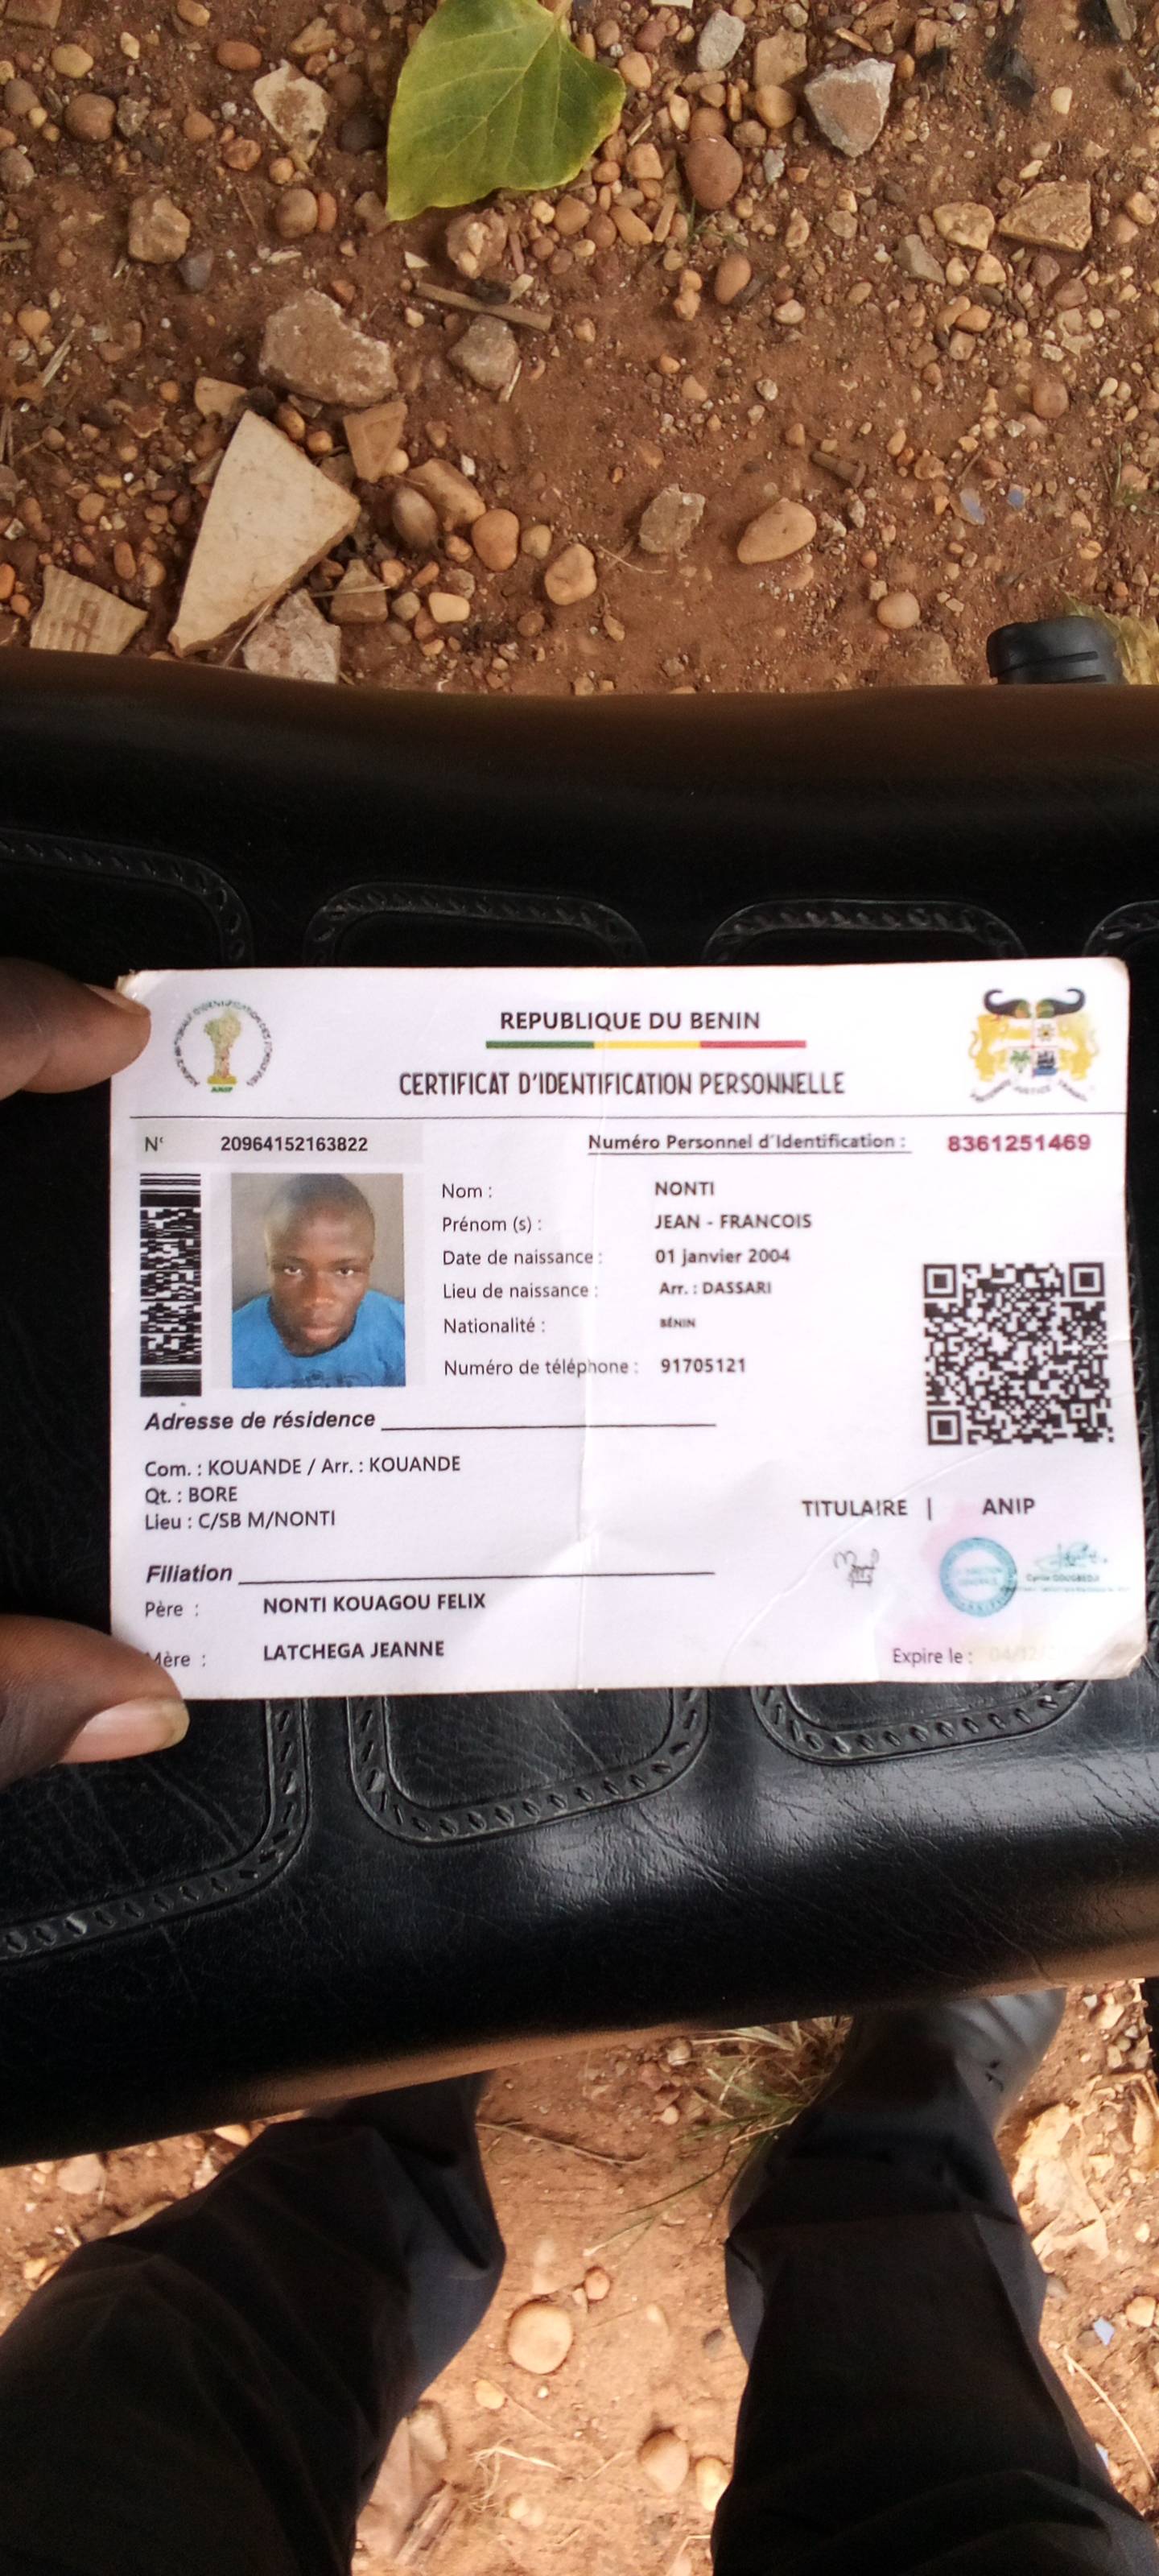 REPUBLIQUE DU BENIN
CERTIFICAT D'IDENTIFICATION PERSONNELLE
ANIP
N° 20964152163822
Numéro Personnel d'Identification : 8361251469
Nom : NONTI
Prénom (s) : JEAN - FRANCOIS
Date de naissance : 01 janvier 2004
Lieu de naissance : Arr. : DASSARI
Nationalité : BÉNIN
Numéro de téléphone : 91705121
Adresse de résidence
Com. : KOUANDE / Arr. : KOUANDE
Qt. : BORE
Lieu : C/SB M/NONTI
TITULAIRE | ANIP
Filiation
Père : NONTI KOUAGOU FELIX
Mère : LATCHEGA JEANNE
Expire le : 04/12/2